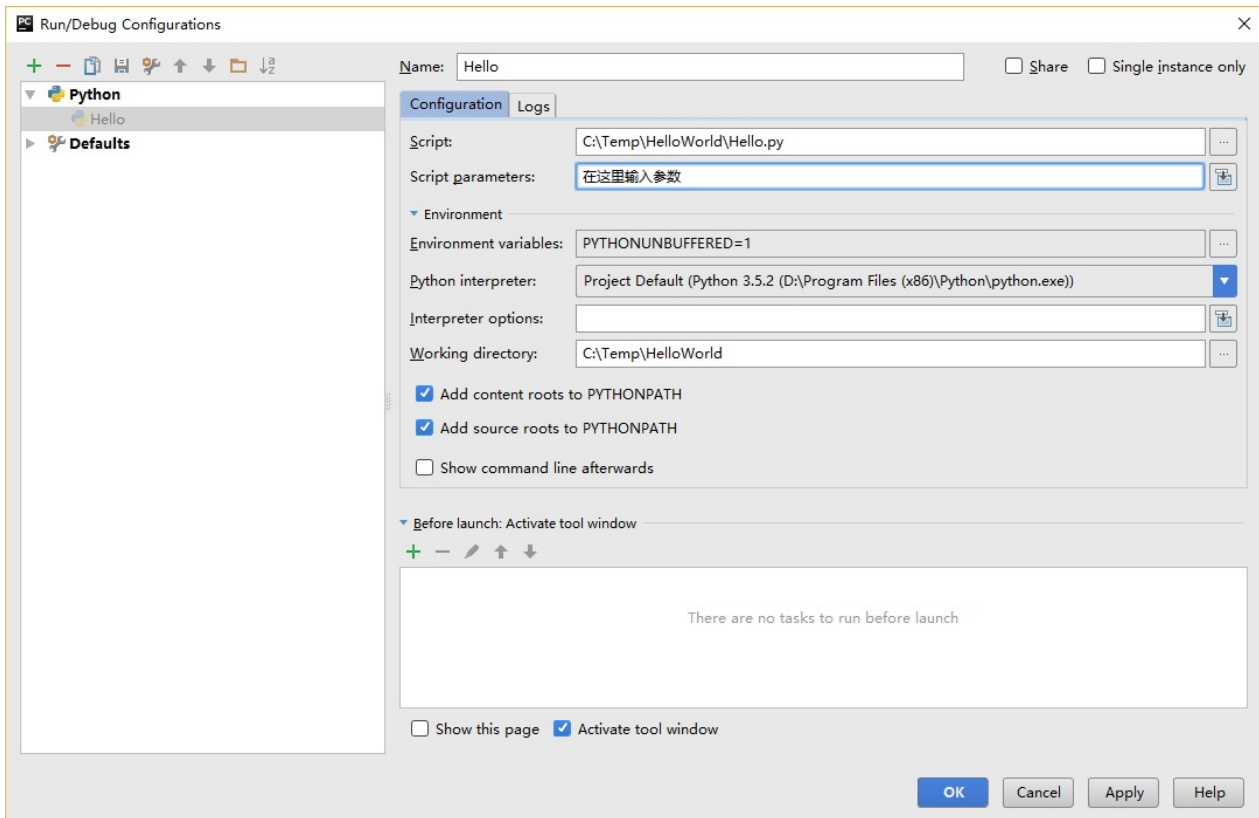 PC Run/Debug Configurations
Name: Hello Share Single instance only
Python
Hello
Defaults
Configuration Logs
Script: C:\Temp\HelloWorld\Hello.py ...
Script parameters: 在这里输入参数
Environment
Environment variables: PYTHONUNBUFFERED=1 ...
Python interpreter: Project Default (Python 3.5.2 (D:\Program Files (x86)\Python\python.exe))
Interpreter options:
Working directory: C:\Temp\HelloWorld ...
Add content roots to PYTHONPATH
Add source roots to PYTHONPATH
Show command line afterwards
Before launch: Activate tool window
There are no tasks to run before launch
Show this page Activate tool window
OK Cancel Apply Help